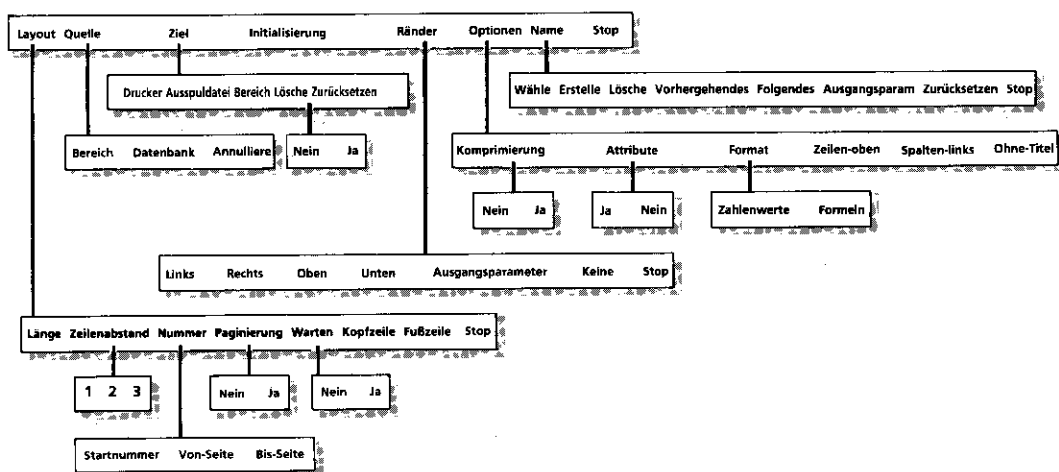 Layout Quelle Ziel Initialisierung Ränder Optionen Name Stop
Drucker Ausspuldatei Bereich Lösche Zurücksetzen
Wähle Erstelle Lösche Vorhergehendes Folgendes Ausgangsparam Zurücksetzen Stop
Bereich Datenbank Annulliere
Nein Ja
Komprimierung Attribute Format Zeilen-oben Spalten-links Ohne-Titel
Nein Ja
Ja Nein
Zahlenwerte Formeln
Links Rechts Oben Unten Ausgangsparameter Keine Stop
Länge Zeilenabstand Nummer Paginierung Warten Kopfzeile Fußzeile Stop
1 2 3
Nein Ja
Nein Ja
Startnummer Von-Seite Bis-Seite